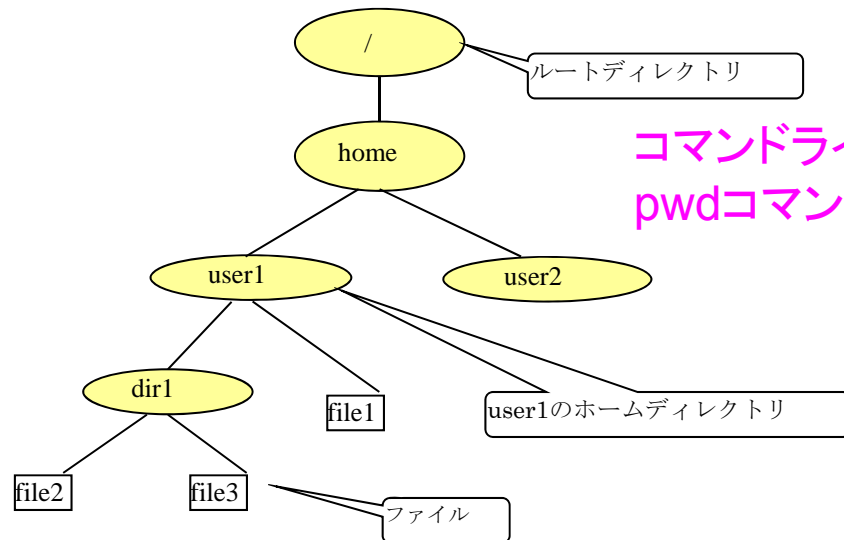 /
ルートディレクトリ
home
コマンドライ
pwdコマン
user1
user2
dir1
file1
user1のホームディレクトリ
file2
file3
ファイル